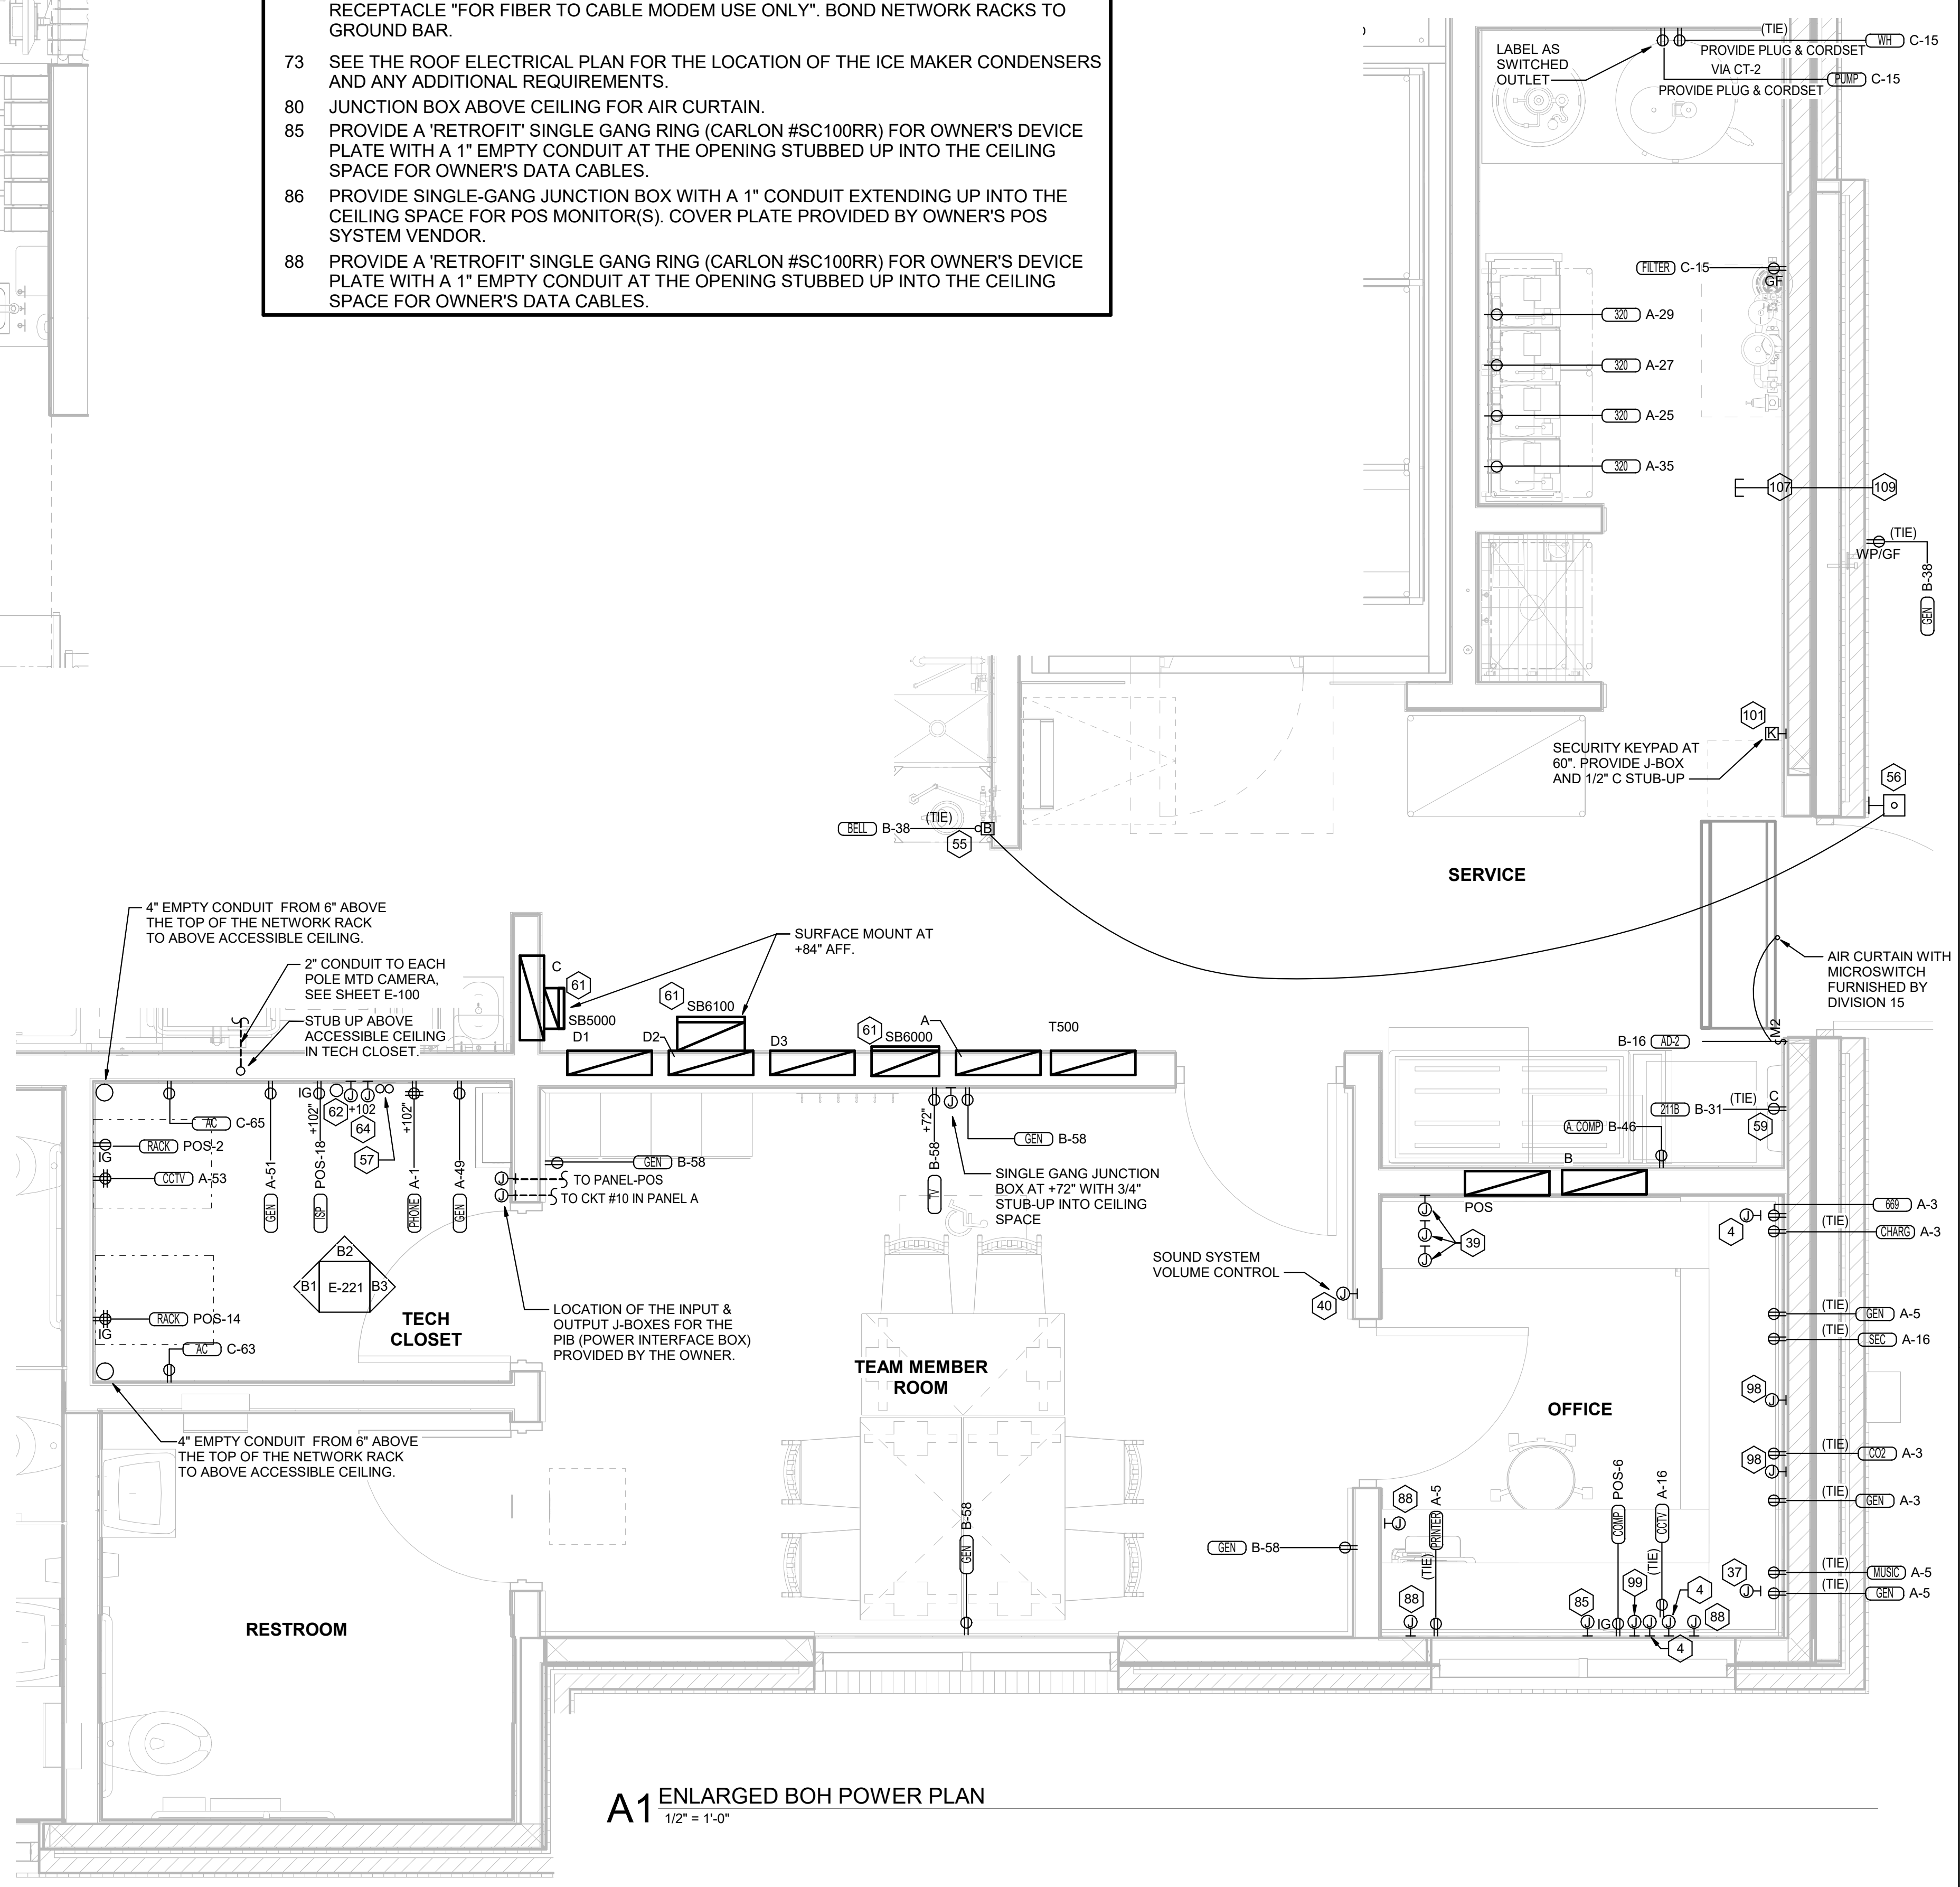 RECEPTACLE "FOR FIBER TO CABLE MODEM USE ONLY". BOND NETWORK RACKS TO
GROUND BAR.
73 SEE THE ROOF ELECTRICAL PLAN FOR THE LOCATION OF THE ICE MAKER CONDENSERS
AND ANY ADDITIONAL REQUIREMENTS.
80 JUNCTION BOX ABOVE CEILING FOR AIR CURTAIN.
85 PROVIDE A 'RETROFIT' SINGLE GANG RING (CARLON #SC100RR) FOR OWNER'S DEVICE
PLATE WITH A 1" EMPTY CONDUIT AT THE OPENING STUBBED UP INTO THE CEILING
SPACE FOR OWNER'S DATA CABLES.
86 PROVIDE SINGLE-GANG JUNCTION BOX WITH A 1" CONDUIT EXTENDING UP INTO THE
CEILING SPACE FOR POS MONITOR(S). COVER PLATE PROVIDED BY OWNER'S POS
SYSTEM VENDOR.
88 PROVIDE A 'RETROFIT' SINGLE GANG RING (CARLON #SC100RR) FOR OWNER'S DEVICE
PLATE WITH A 1" EMPTY CONDUIT AT THE OPENING STUBBED UP INTO THE CEILING
SPACE FOR OWNER'S DATA CABLES.
LABEL AS
SWITCHED
OUTLET
(TIE)
WH C-15
PROVIDE PLUG & CORDSET
VIA CT-2
PUMP C-15
PROVIDE PLUG & CORDSET
FILTER C-15
GF
320 A-29
320 A-27
320 A-25
320 A-35
107
109
(TIE)
WP/GF
GEN B-38
101
K
SECURITY KEYPAD AT
60". PROVIDE J-BOX
AND 1/2" C STUB-UP
56
BELL B-38
(TIE)
B
55
SERVICE
AIR CURTAIN WITH
MICROSWITCH
FURNISHED BY
DIVISION 15
4" EMPTY CONDUIT FROM 6" ABOVE
THE TOP OF THE NETWORK RACK
TO ABOVE ACCESSIBLE CEILING.
2" CONDUIT TO EACH
POLE MTD CAMERA,
SEE SHEET E-100
STUB UP ABOVE
ACCESSIBLE CEILING
IN TECH CLOSET.
SURFACE MOUNT AT
+84" AFF.
C
61
SB5000
61
SB6100
61
SB6000
D1
D2
D3
A
T500
$M2
B-16 AD-2
211B B-31
(TIE)
C
59
A. COMP B-46
B
POS
AC C-65
RACK POS-2
IG
CCTV A-53
GEN A-51
IG
ISP POS-18 +102"
J
J
62
+102
64
57
PHONE A-1 +102"
GEN A-49
GEN B-58
J
J
TO PANEL-POS
TO CKT #10 IN PANEL A
TV B-58 +72"
J
GEN B-58
SINGLE GANG JUNCTION
BOX AT +72" WITH 3/4"
STUB-UP INTO CEILING
SPACE
B2
B1 E-221 B3
TECH
CLOSET
RACK POS-14
IG
AC C-63
LOCATION OF THE INPUT &
OUTPUT J-BOXES FOR THE
PIB (POWER INTERFACE BOX)
PROVIDED BY THE OWNER.
SOUND SYSTEM
VOLUME CONTROL
J
40
J
J
J
39
TEAM MEMBER
ROOM
4
J
669 A-3
(TIE)
CHARG A-3
(TIE)
GEN A-5
(TIE)
SEC A-16
98
J
OFFICE
(TIE)
CO2 A-3
98
J
(TIE)
GEN A-3
(TIE)
MUSIC A-5
37
J
(TIE)
GEN A-5
4" EMPTY CONDUIT FROM 6" ABOVE
THE TOP OF THE NETWORK RACK
TO ABOVE ACCESSIBLE CEILING.
GEN B-58
GEN B-58
88
J
PRINTER A-5
(TIE)
COMP POS-6
CCTV A-16
(TIE)
88
J
85
J
IG
99
J
J
J
4
4
J
88
RESTROOM
A1 ENLARGED BOH POWER PLAN
1/2" = 1'-0"